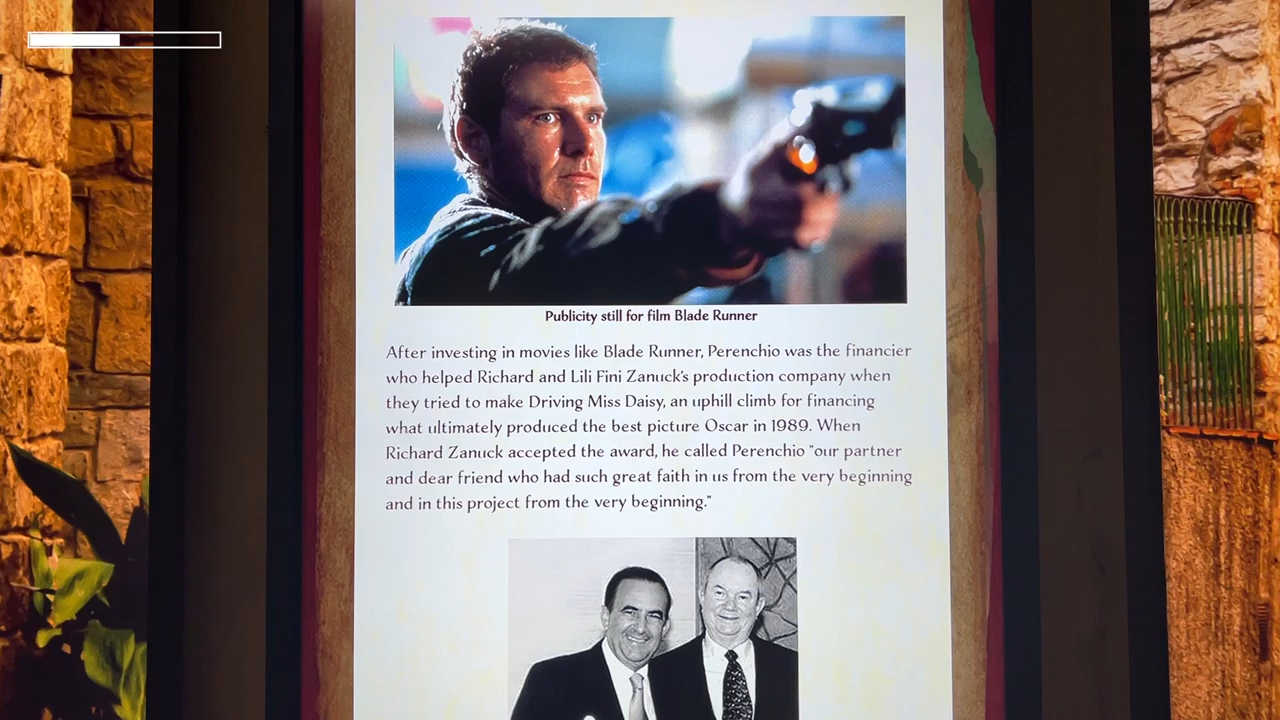 Publicity still for film Blade Runner
After investing in movies like Blade Runner, Perenchio was the financier
who helped Richard and Lili Fini Zanuck's production company when
they tried to make Driving Miss Daisy, an uphill climb for financing
what ultimately produced the best picture Oscar in 1989. When
Richard Zanuck accepted the award, he called Perenchio "our partner
and dear friend who had such great faith in us from the very beginning
and in this project from the very beginning."